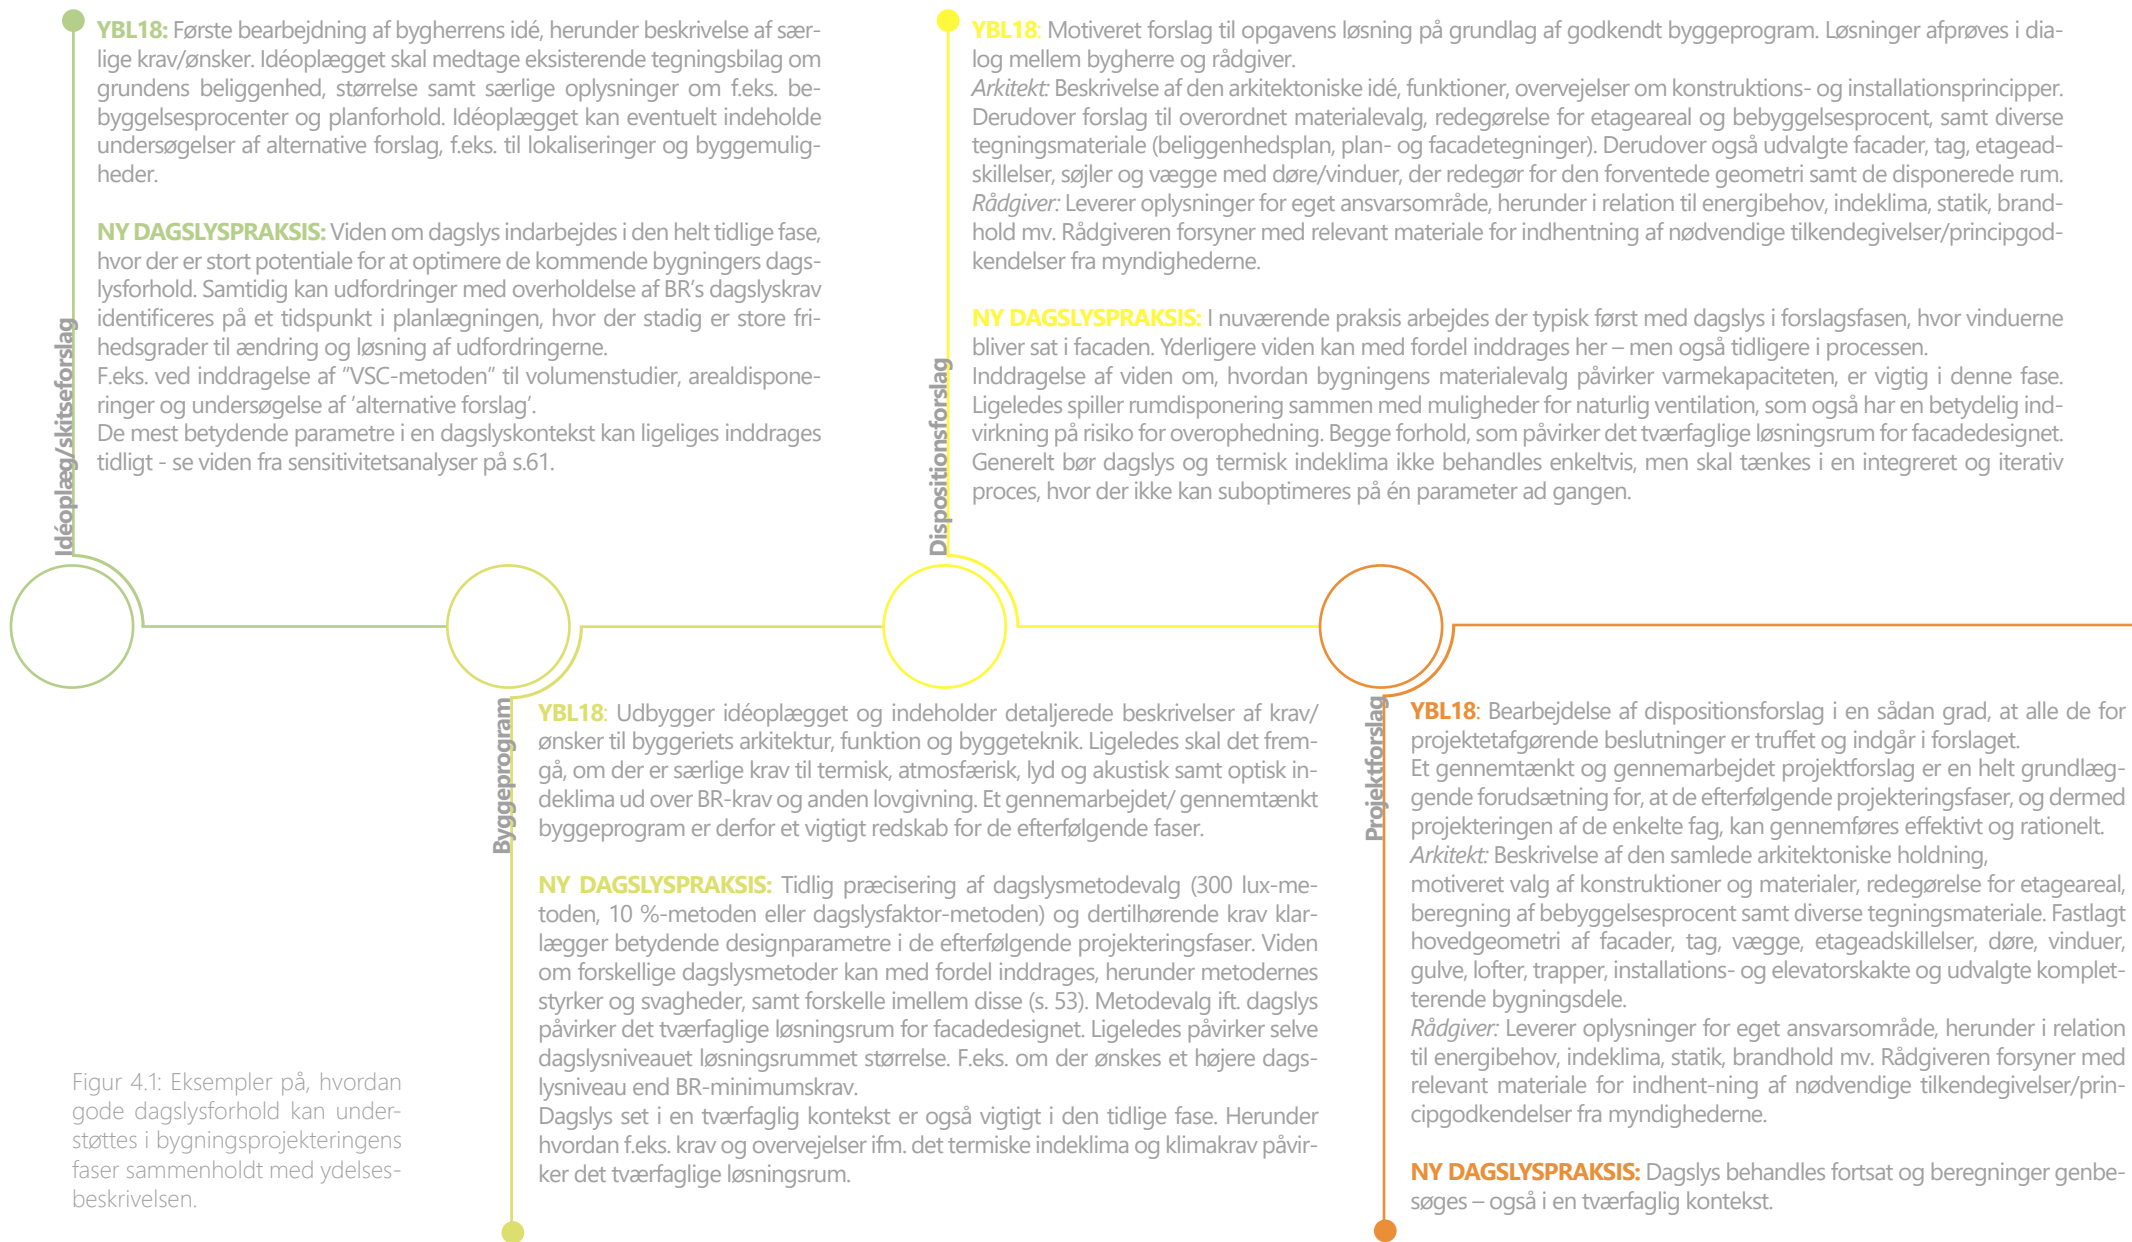 Idéoplæg/skitseforslag
YBL18: Første bearbejdning af bygherrens idé, herunder beskrivelse af sær-
lige krav/ønsker. Idéoplægget skal medtage eksisterende tegningsbilag om
grundens beliggenhed, størrelse samt særlige oplysninger om f.eks. be-
byggelsesprocenter og planforhold. Idéoplægget kan eventuelt indeholde
undersøgelser af alternative forslag, f.eks. til lokaliseringer og byggemulig-
heder.
NY DAGSLYSPRAKSIS: Viden om dagslys indarbejdes i den helt tidlige fase,
hvor der er stort potentiale for at optimere de kommende bygningers dags-
lysforhold. Samtidig kan udfordringer med overholdelse af BR's dagslyskrav
identificeres på et tidspunkt i planlægningen, hvor der stadig er store fri-
hedsgrader til ændring og løsning af udfordringerne.
F.eks. ved inddragelse af ”VSC-metoden” til volumenstudier, arealdispone-
ringer og undersøgelse af ’alternative forslag’.
De mest betydende parametre i en dagslyskontekst kan ligeliges inddrages
tidligt - se viden fra sensitivitetsanalyser på s.61.
Byggeprogram
YBL18: Udbygger idéoplægget og indeholder detaljerede beskrivelser af krav/
ønsker til byggeriets arkitektur, funktion og byggeteknik. Ligeledes skal det frem-
gå, om der er særlige krav til termisk, atmosfærisk, lyd og akustisk samt optisk in-
deklima ud over BR-krav og anden lovgivning. Et gennemarbejdet/ gennemtænkt
byggeprogram er derfor et vigtigt redskab for de efterfølgende faser.
NY DAGSLYSPRAKSIS: Tidlig præcisering af dagslysmetodevalg (300 lux-me-
toden, 10 %-metoden eller dagslysfaktor-metoden) og dertilhørende krav klar-
lægger betydende designparametre i de efterfølgende projekteringsfaser. Viden
om forskellige dagslysmetoder kan med fordel inddrages, herunder metodernes
styrker og svagheder, samt forskelle imellem disse (s. 53). Metodevalg ift. dagslys
påvirker det tværfaglige løsningsrum for facadedesignet. Ligeledes påvirker selve
dagslysniveauet løsningsrummet størrelse. F.eks. om der ønskes et højere dags-
lysniveau end BR-minimumskrav.
Dagslys set i en tværfaglig kontekst er også vigtigt i den tidlige fase. Herunder
hvordan f.eks. krav og overvejelser ifm. det termiske indeklima og klimakrav påvir-
ker det tværfaglige løsningsrum.
Dispositionsforslag
YBL18: Motiveret forslag til opgavens løsning på grundlag af godkendt byggeprogram. Løsninger afprøves i dia-
log mellem bygherre og rådgiver.
Arkitekt: Beskrivelse af den arkitektoniske idé, funktioner, overvejelser om konstruktions- og installationsprincipper.
Derudover forslag til overordnet materialevalg, redegørelse for etageareal og bebyggelsesprocent, samt diverse
tegningsmateriale (beliggenhedsplan, plan- og facadetegninger). Derudover også udvalgte facader, tag, etagead-
skillelser, søjler og vægge med døre/vinduer, der redegør for den forventede geometri samt de disponerede rum.
Rådgiver: Leverer oplysninger for eget ansvarsområde, herunder i relation til energibehov, indeklima, statik, brand-
hold mv. Rådgiveren forsyner med relevant materiale for indhentning af nødvendige tilkendegivelser/principgod-
kendelser fra myndighederne.
NY DAGSLYSPRAKSIS: I nuværende praksis arbejdes der typisk først med dagslys i forslagsfasen, hvor vinduerne
bliver sat i facaden. Yderligere viden kan med fordel inddrages her – men også tidligere i processen.
Inddragelse af viden om, hvordan bygningens materialevalg påvirker varmekapaciteten, er vigtig i denne fase.
Ligeledes spiller rumdisponering sammen med muligheder for naturlig ventilation, som også har en betydelig ind-
virkning på risiko for overophedning. Begge forhold, som påvirker det tværfaglige løsningsrum for facadedesignet.
Generelt bør dagslys og termisk indeklima ikke behandles enkeltvis, men skal tænkes i en integreret og iterativ
proces, hvor der ikke kan suboptimeres på én parameter ad gangen.
Projektforslag
YBL18: Bearbejdelse af dispositionsforslag i en sådan grad, at alle de for
projektetafgørende beslutninger er truffet og indgår i forslaget.
Et gennemtænkt og gennemarbejdet projektforslag er en helt grundlæg-
gende forudsætning for, at de efterfølgende projekteringsfaser, og dermed
projekteringen af de enkelte fag, kan gennemføres effektivt og rationelt.
Arkitekt: Beskrivelse af den samlede arkitektoniske holdning,
motiveret valg af konstruktioner og materialer, redegørelse for etageareal,
beregning af bebyggelsesprocent samt diverse tegningsmateriale. Fastlagt
hovedgeometri af facader, tag, vægge, etageadskillelser, døre, vinduer,
gulve, lofter, trapper, installations- og elevatorskakte og udvalgte komplet-
terende bygningsdele.
Rådgiver: Leverer oplysninger for eget ansvarsområde, herunder i relation
til energibehov, indeklima, statik, brandhold mv. Rådgiveren forsyner med
relevant materiale for indhent-ning af nødvendige tilkendegivelser/prin-
cipgodkendelser fra myndighederne.
NY DAGSLYSPRAKSIS: Dagslys behandles fortsat og beregninger genbe-
søges – også i en tværfaglig kontekst.
Figur 4.1: Eksempler på, hvordan
gode dagslysforhold kan under-
støttes i bygningsprojekteringens
faser sammenholdt med ydelses-
beskrivelsen.